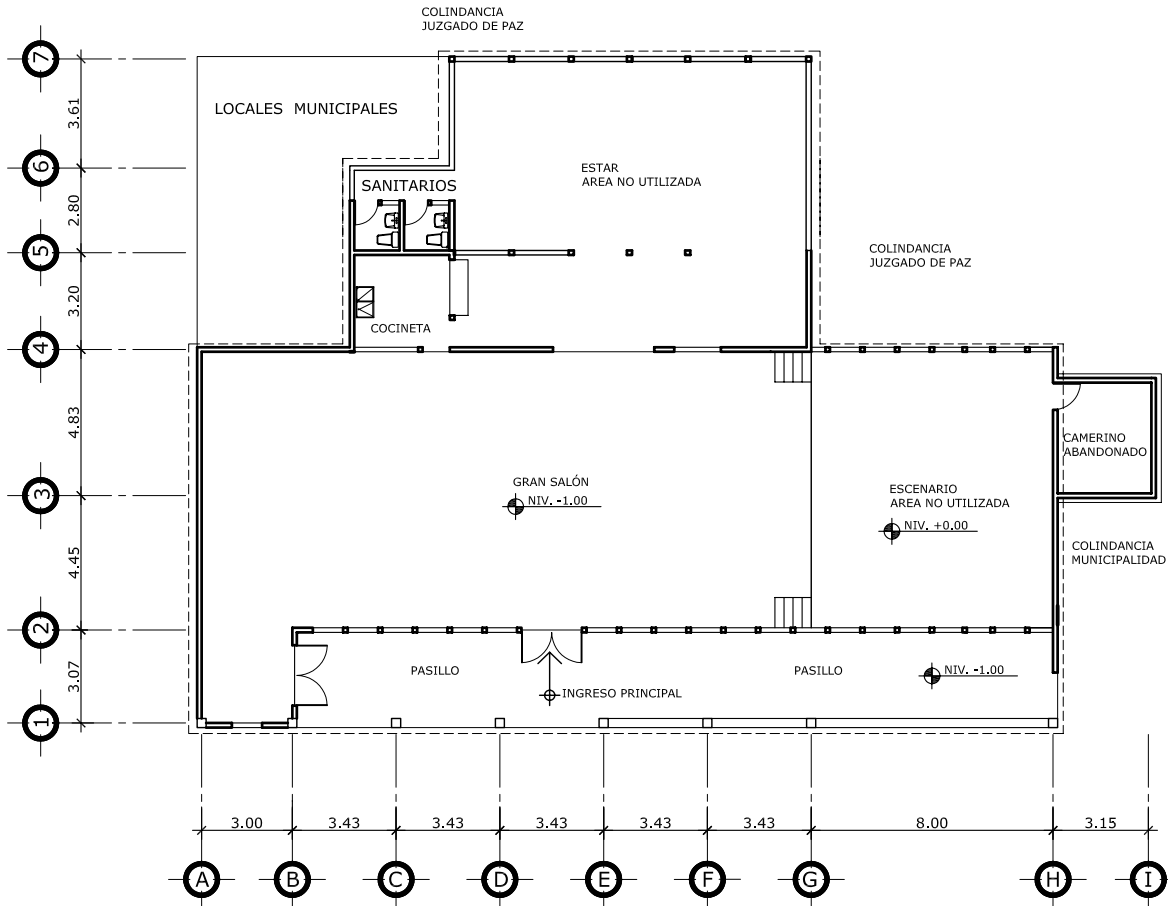 COLINDANCIA
JUZGADO DE PAZ
7
LOCALES MUNICIPALES
3.61
6
ESTAR
AREA NO UTILIZADA
SANITARIOS
2.80
5
COLINDANCIA
JUZGADO DE PAZ
3.20
COCINETA
4
4.83
CAMERINO
ABANDONADO
GRAN SALÓN
NIV. -1.00
ESCENARIO
AREA NO UTILIZADA
NIV. +0.00
3
4.45
COLINDANCIA
MUNICIPALIDAD
2
3.07
PASILLO
PASILLO
NIV. -1.00
INGRESO PRINCIPAL
1
3.00 3.43 3.43 3.43 3.43 3.43 8.00 3.15
A B C D E F G H I